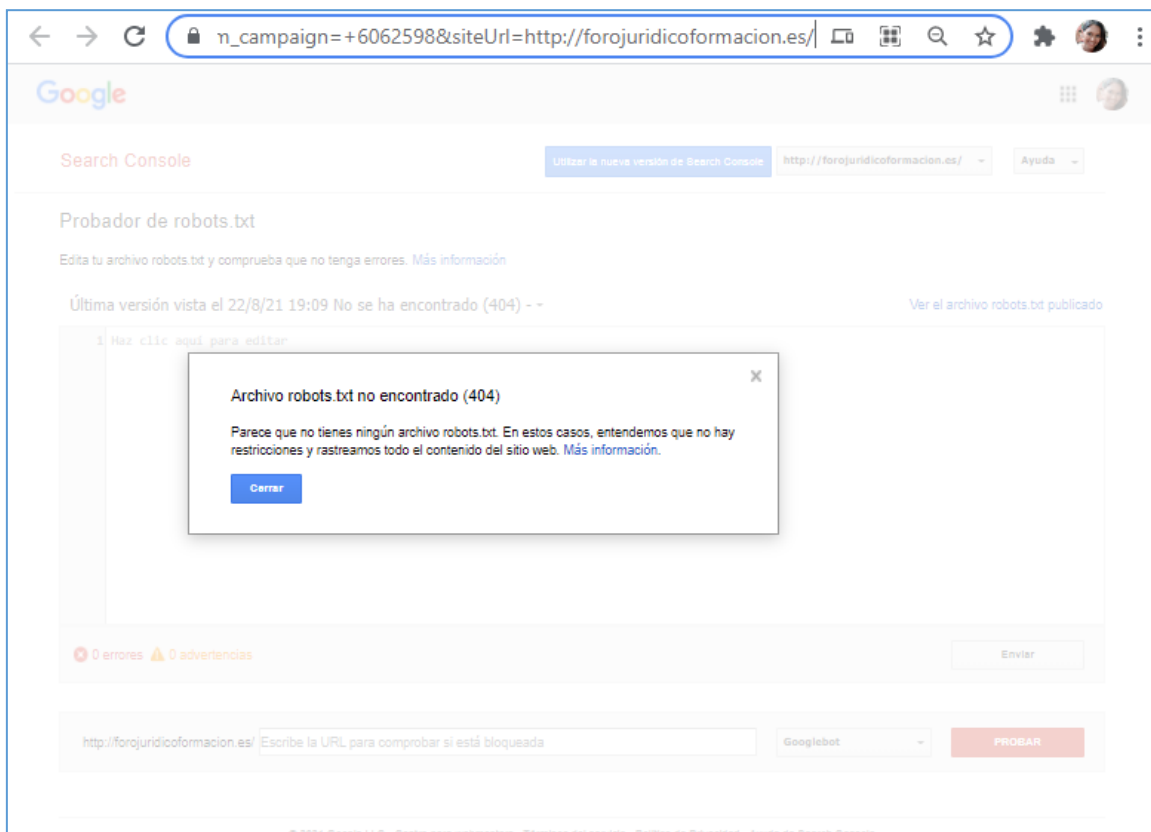 n_campaign=+6062598&siteUrl=http://forojuridicoformacion.es/
Google
Search Console
Utilizar la nueva versión de Search Console
http://forojuridicoformacion.es/
Ayuda
Probador de robots.txt
Edita tu archivo robots.txt y comprueba que no tenga errores. Más información
Última versión vista el 22/8/21 19:09 No se ha encontrado (404) -
Ver el archivo robots.txt publicado
1 Haz clic aquí para editar
Archivo robots.txt no encontrado (404)
Parece que no tienes ningún archivo robots.txt. En estos casos, entendemos que no hay
restricciones y rastreamos todo el contenido del sitio web. Más información.
Cerrar
0 errores 0 advertencias
Enviar
http://forojuridicoformacion.es/ Escribe la URL para comprobar si está bloqueada
Googlebot
PROBAR